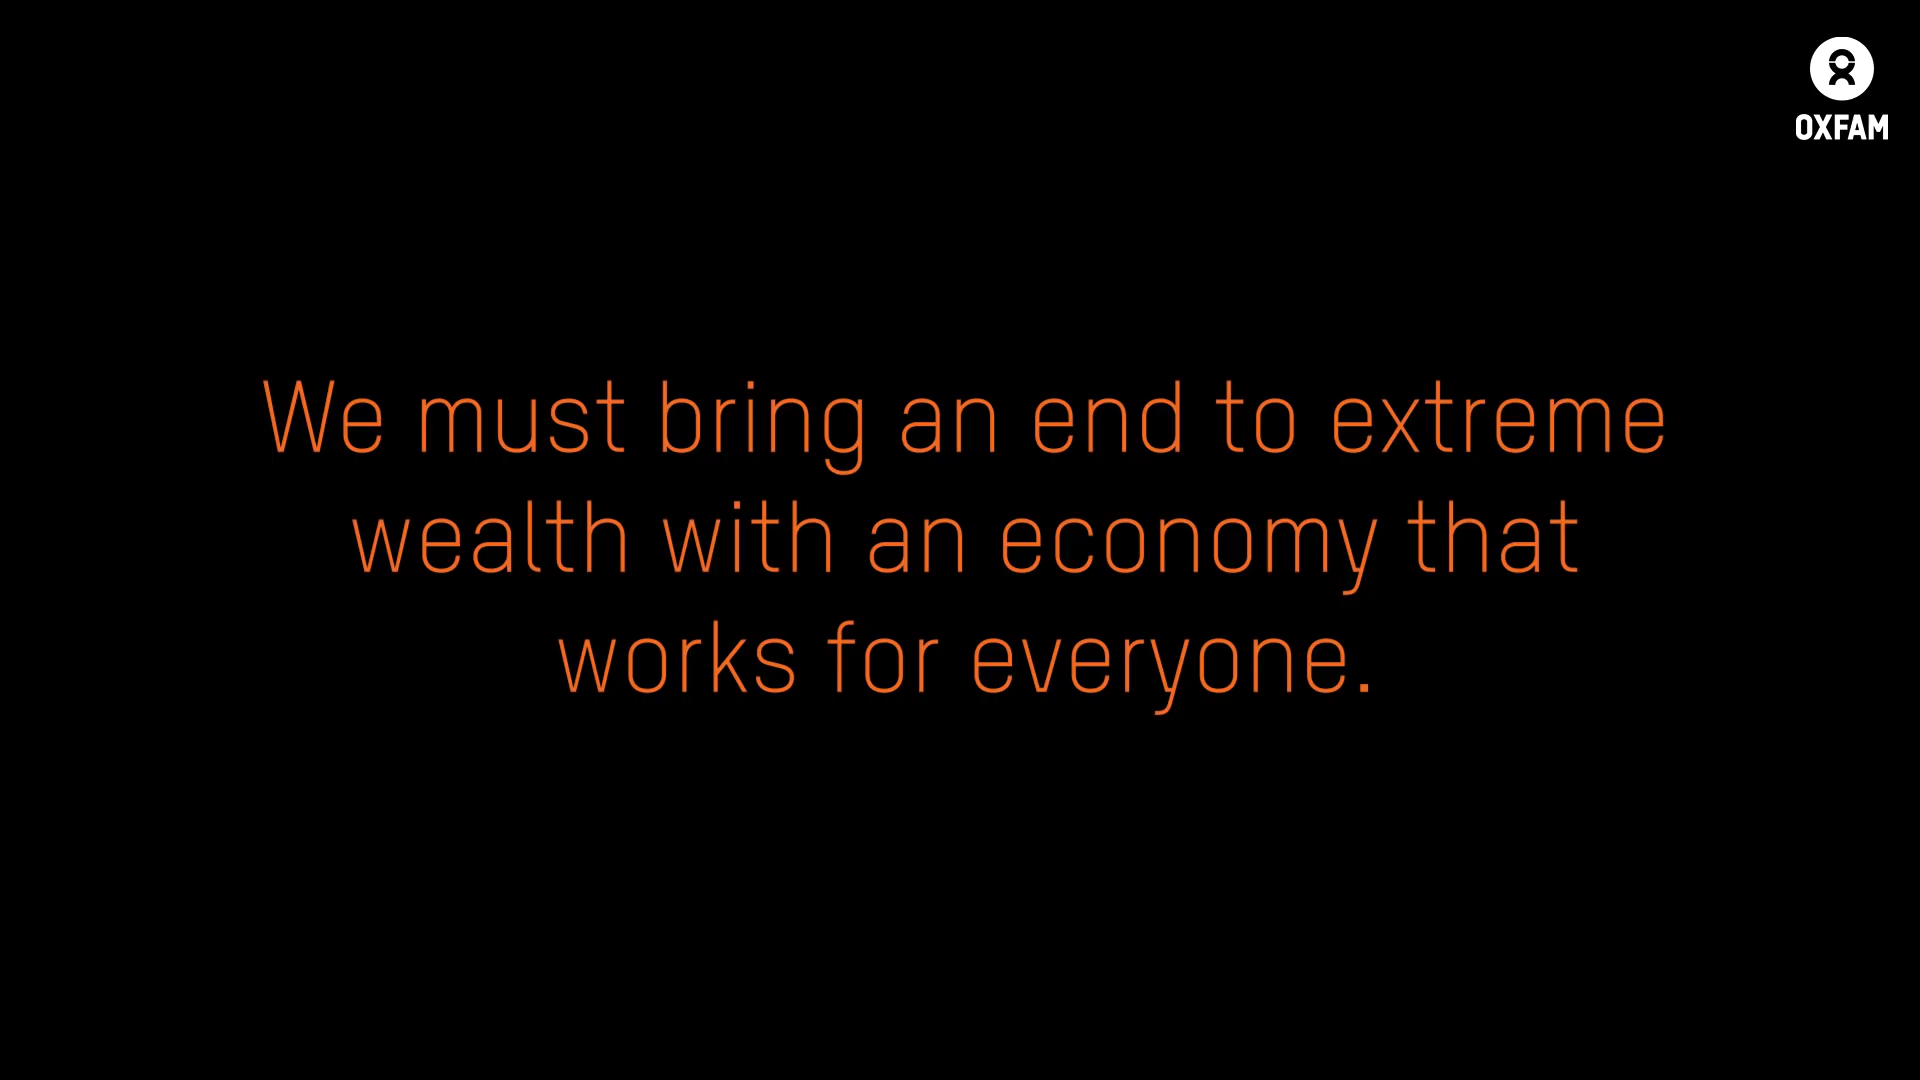 OXFAM
We must bring an end to extreme
wealth with an economy that
works for everyone.